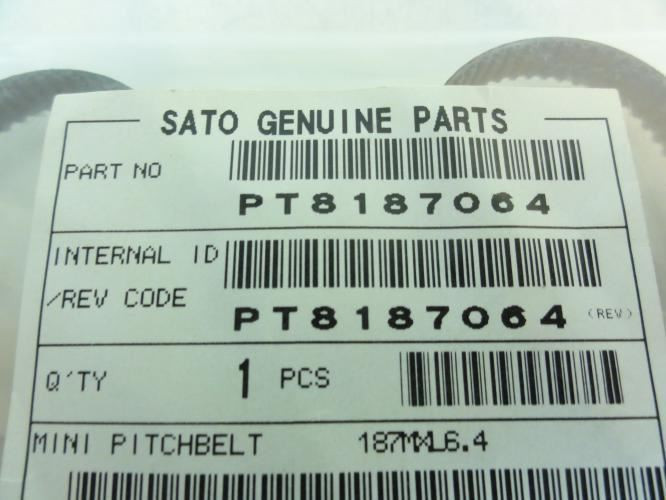 SATO GENUINE PARTS
PART NO
PT8187064
INTERNAL ID
/REV CODE
PT8187064 (REV)
Q'TY 1 PCS
MINI PITCHBELT 187MXL6.4